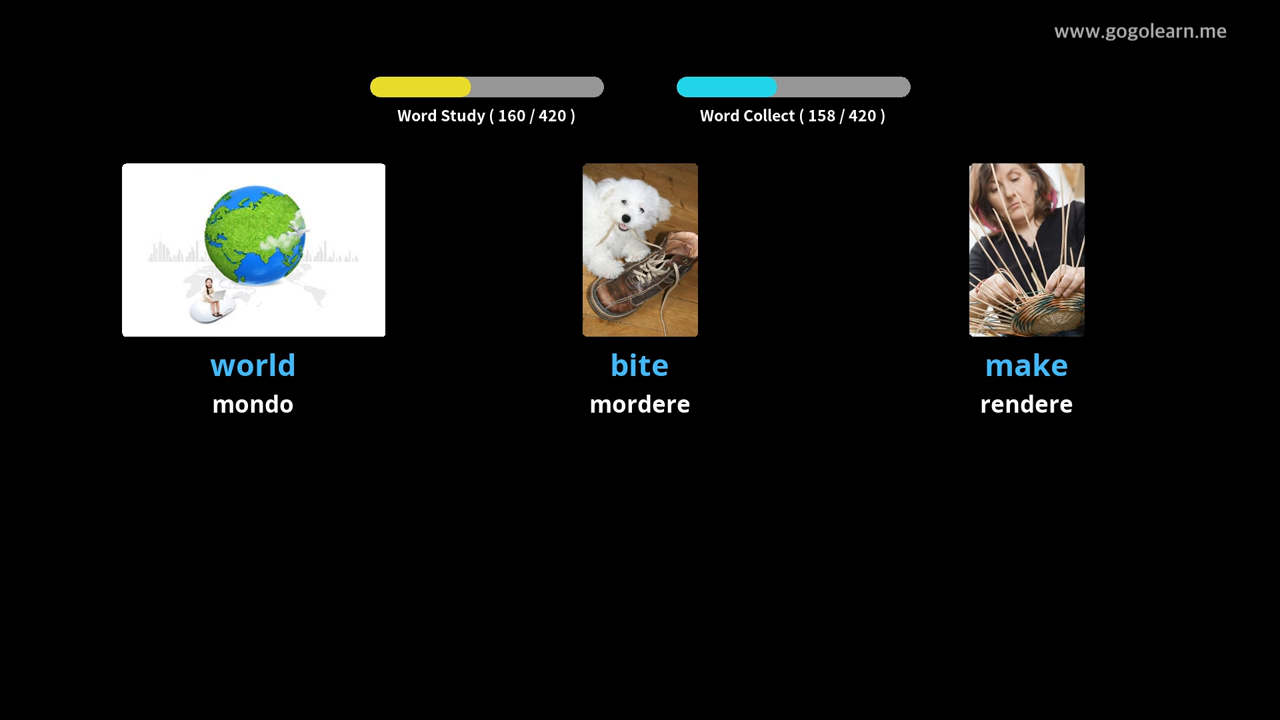 www.gogolearn.me
Word Study ( 160 / 420 )
Word Collect ( 158 / 420 )
world
bite
make
mondo
mordere
rendere